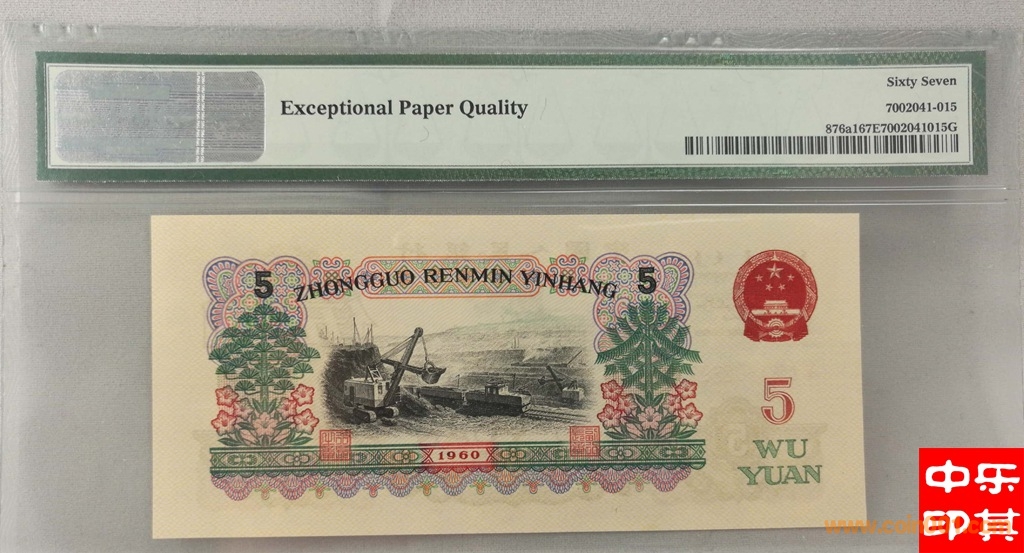 Sixty Seven
Exceptional Paper Quality
7002041-015
876a167E7002041015G
5 ZHONGGUO RENMIN YINHANG 5
5
1960
WU
YUAN
中乐
印其